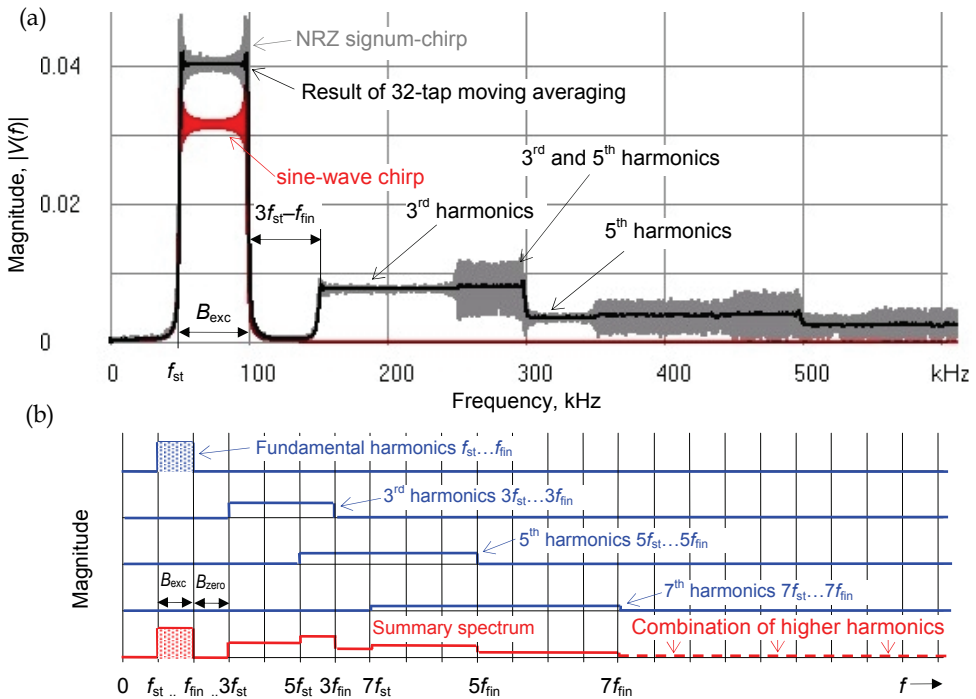 (a)
NRZ signum-chirp
0.04
Result of 32-tap moving averaging
Magnitude, |V(f)|
sine-wave chirp
3rd and 5th harmonics
0.02
3fst–ffin
3rd harmonics
5th harmonics
Bexc
0
0 fst 100 200 300 400 500 kHz
Frequency, kHz
(b)
Fundamental harmonics fst…ffin
3rd harmonics 3fst…3ffin
5th harmonics 5fst…5ffin
Magnitude
Bexc Bzero
7th harmonics 7fst…7ffin
Summary spectrum
Combination of higher harmonics
0 fst ffin 3fst 5fst 3ffin 7fst 5ffin 7ffin f